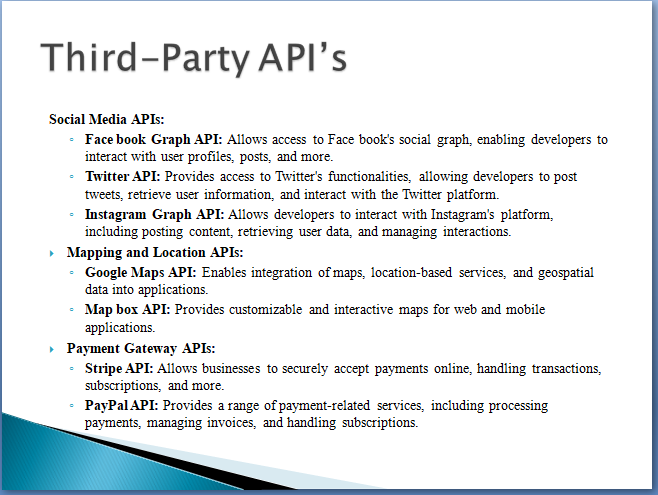 Third-Party API's
Social Media APIs:
Face book Graph API: Allows access to Face book's social graph, enabling developers to
interact with user profiles, posts, and more.
Twitter API: Provides access to Twitter's functionalities, allowing developers to post
tweets, retrieve user information, and interact with the Twitter platform.
Instagram Graph API: Allows developers to interact with Instagram's platform,
including posting content, retrieving user data, and managing interactions.
Mapping and Location APIs:
Google Maps API: Enables integration of maps, location-based services, and geospatial
data into applications.
Map box API: Provides customizable and interactive maps for web and mobile
applications.
Payment Gateway APIs:
Stripe API: Allows businesses to securely accept payments online, handling transactions,
subscriptions, and more.
PayPal API: Provides a range of payment-related services, including processing
payments, managing invoices, and handling subscriptions.